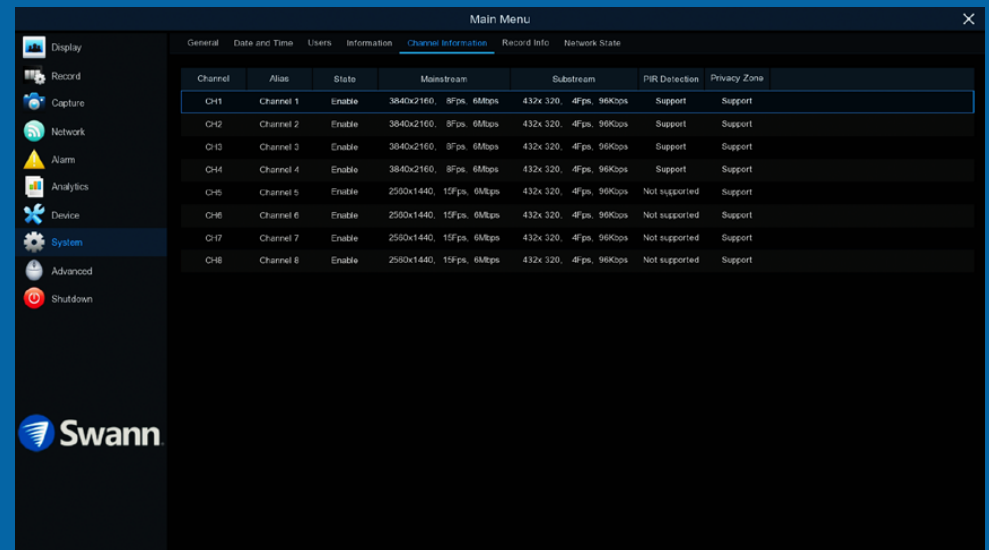 Main Menu
Display
Record
Capture
Network
Alarm
Analytics
Device
System
Advanced
Shutdown
Swann
General Date and Time Users Information Channel Information Record Info Network State
Channel Alias State Mainstream Substream PIR Detection Privacy Zone
CH1 Channel 1 Enable 3840x2160, 8Fps, 6Mbps 432x 320, 4Fps, 96Kbps Support Support
CH2 Channel 2 Enable 3840x2160, 8Fps, 6Mbps 432x 320, 4Fps, 96Kbps Support Support
CH3 Channel 3 Enable 3840x2160, 8Fps, 6Mbps 432x 320, 4Fps, 96Kbps Support Support
CH4 Channel 4 Enable 3840x2160, 8Fps, 6Mbps 432x 320, 4Fps, 96Kbps Support Support
CH5 Channel 5 Enable 2560x1440, 15Fps, 6Mbps 432x 320, 4Fps, 96Kbps Not supported Support
CH6 Channel 6 Enable 2560x1440, 15Fps, 6Mbps 432x 320, 4Fps, 96Kbps Not supported Support
CH7 Channel 7 Enable 2560x1440, 15Fps, 6Mbps 432x 320, 4Fps, 96Kbps Not supported Support
CH8 Channel 8 Enable 2560x1440, 15Fps, 6Mbps 432x 320, 4Fps, 96Kbps Not supported Support